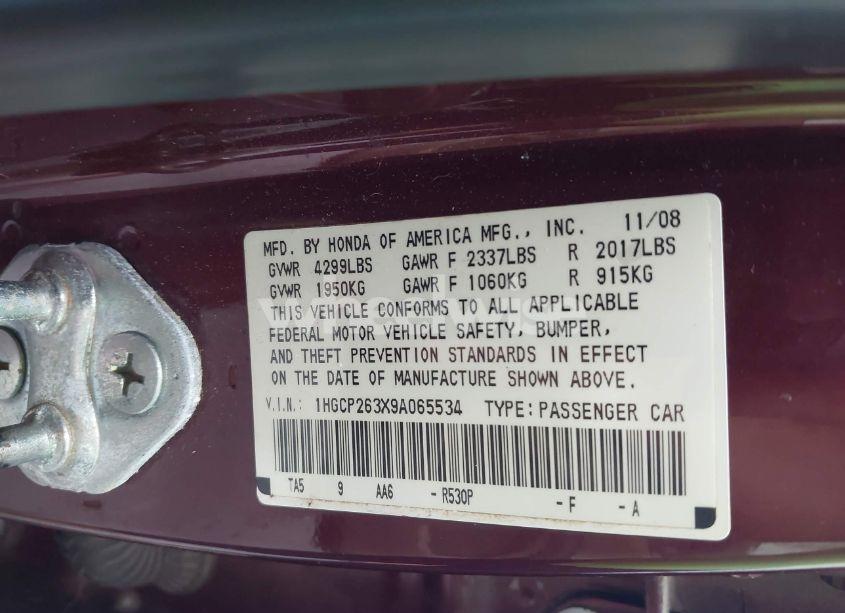 MFD. BY HONDA OF AMERICA MFG., INC. 11/08
GVWR 4299LBS GAWR F 2337LBS R 2017LBS
GVWR 1950KG GAWR F 1060KG R 915KG
THIS VEHICLE CONFORMS TO ALL APPLICABLE
FEDERAL MOTOR VEHICLE SAFETY, BUMPER,
AND THEFT PREVENTION STANDARDS IN EFFECT
ON THE DATE OF MANUFACTURE SHOWN ABOVE.
V.I.N.: 1HGCP263X9A065534 TYPE: PASSENGER CAR
TA5 9 AA6 - R530P - F - A